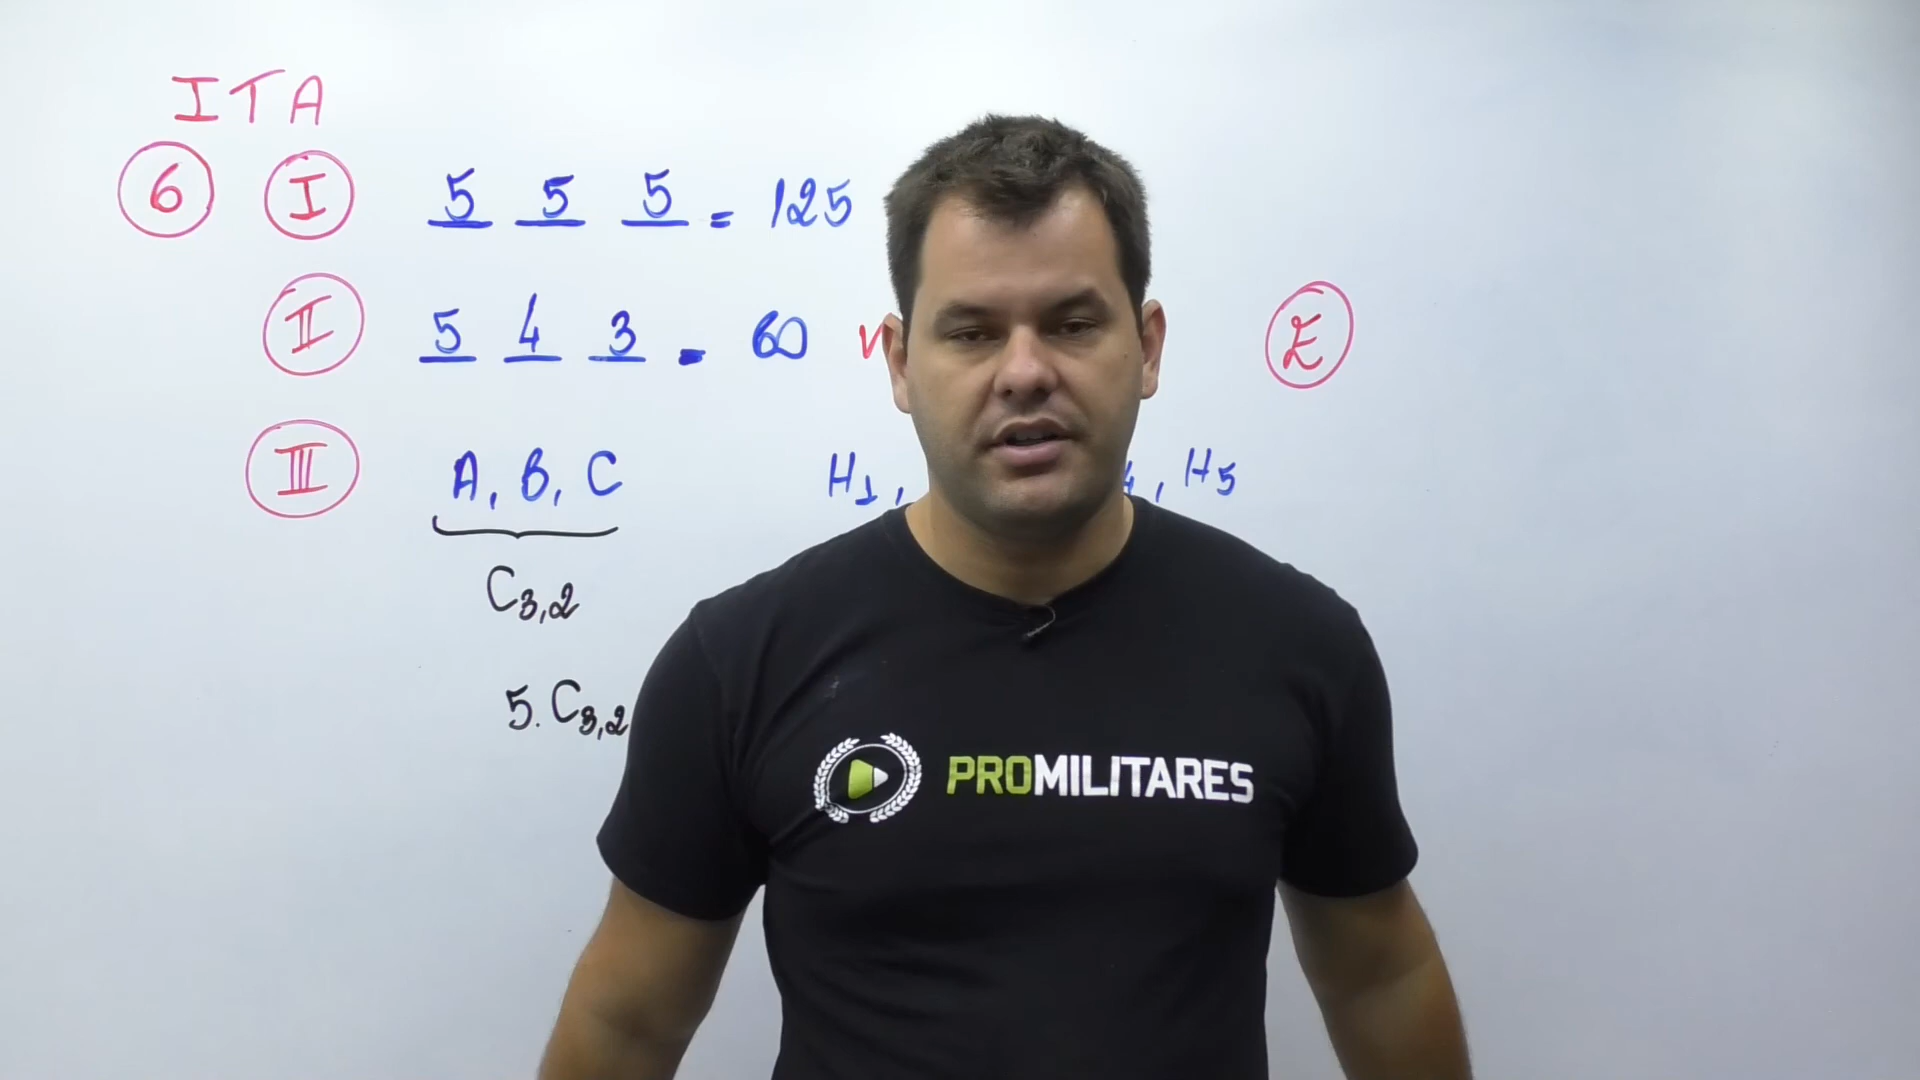 ITA
6 I 5 5 5 = 125
II 5 4 3 = 60
E
III A, B, C H1, , H5
C3,2
5. C3,2
PROMILITARES